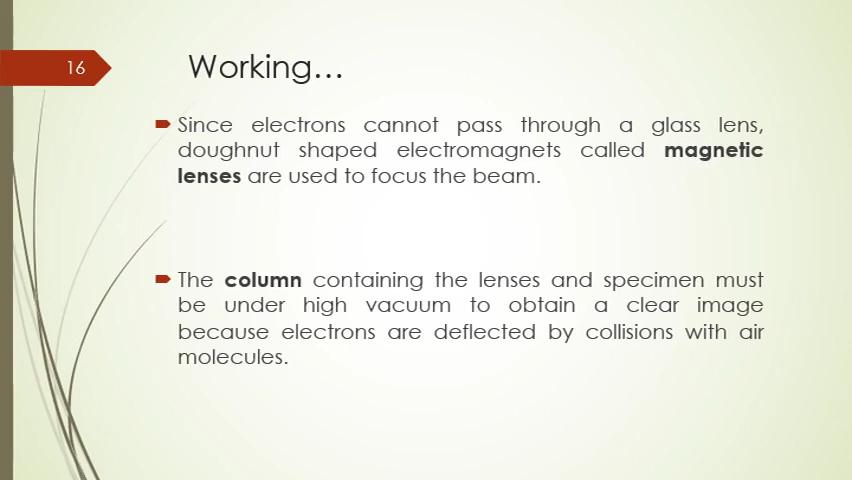 16
Working…
Since electrons cannot pass through a glass lens,
doughnut shaped electromagnets called magnetic
lenses are used to focus the beam.
The column containing the lenses and specimen must
be under high vacuum to obtain a clear image
because electrons are deflected by collisions with air
molecules.